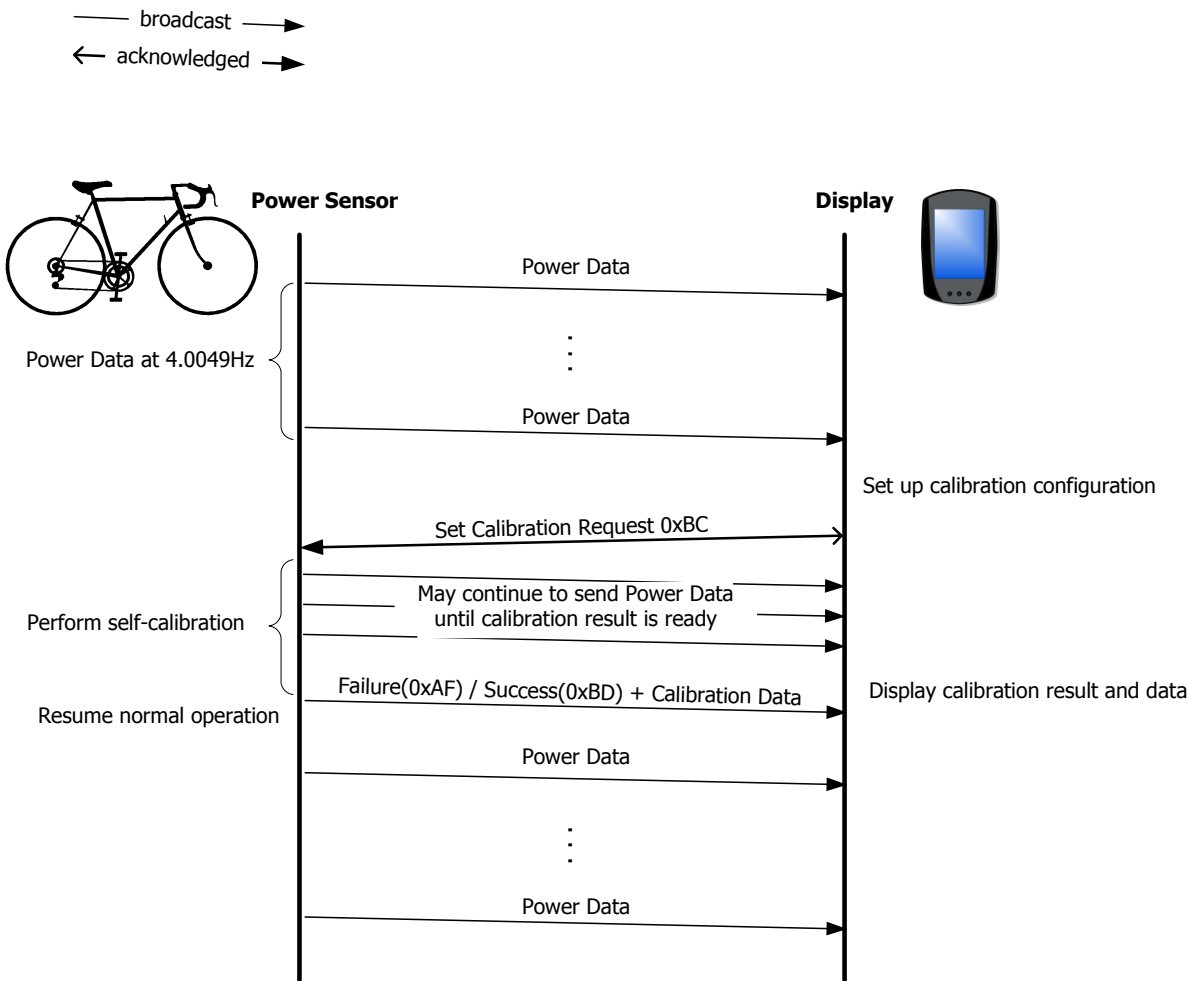 broadcast
acknowledged
Power Sensor
Display
Power Data
Power Data at 4.0049Hz
Power Data
Set up calibration configuration
Set Calibration Request 0xBC
May continue to send Power Data
until calibration result is ready
Perform self-calibration
Failure(0xAF) / Success(0xBD) + Calibration Data
Display calibration result and data
Resume normal operation
Power Data
Power Data